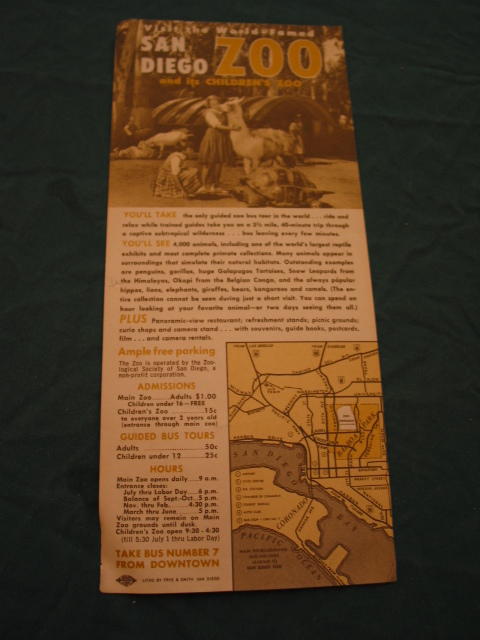 Visit the World-Famed
SAN DIEGO ZOO
and its CHILDREN'S ZOO
YOU'LL TAKE the only guided zoo bus tour in the world . . . ride and
relax while trained guides take you on a 3½ mile, 40-minute trip through
a captive subtropical wilderness . . . bus leaving every few minutes.
YOU'LL SEE 4,000 animals, including one of the world's largest reptile
exhibits and most complete primate collections. Many animals appear in
surroundings that simulate their natural habitats. Outstanding examples
are penguins, gorillas, huge Galapagos Tortoises, Snow Leopards from
the Himalayas, Okapi from the Belgian Congo, and the always popular
hippos, lions, elephants, giraffes, bears, kangaroos and camels. (The en-
tire collection cannot be seen during just a short visit. You can spend an
hour looking at your favorite animal—or two days seeing them all.)
PLUS Panoramic-view restaurant; refreshment stands; picnic grounds;
curio shops and camera stand . . . with souvenirs, guide books, postcards,
film . . . and camera rentals.
Ample free parking
The Zoo is operated by the Zoo-
logical Society of San Diego, a
non-profit corporation.
ADMISSIONS
Main Zoo......Adults $1.00
Children under 16—FREE
Children's Zoo ..........15c
to everyone over 2 years old
(entrance through main zoo)
GUIDED BUS TOURS
Adults ....................50c
Children under 12........25c
HOURS
Main Zoo opens daily....9 a.m.
Entrance closes:
July thru Labor Day....6 p.m.
Balance of Sept.-Oct. 5 p.m.
Nov. thru Feb.......4:30 p.m.
March thru June........5 p.m.
Visitors may remain on Main
Zoo grounds until dusk.
Children's Zoo open 9:30 - 4:30
(till 5:30 July 1 thru Labor Day)
TAKE BUS NUMBER 7
FROM DOWNTOWN
LITHO BY FRYE & SMITH SAN DIEGO
BALBOA PARK
SAN DIEGO
BAY
CORONADO
PACIFIC OCEAN